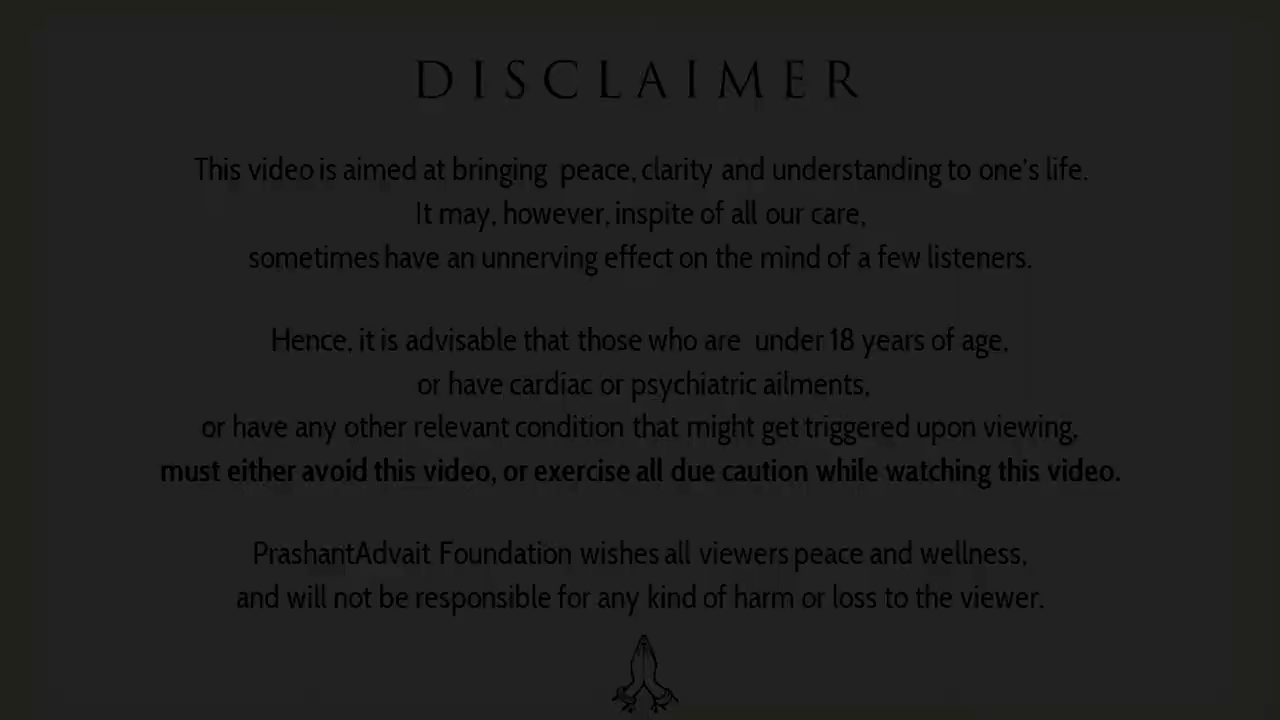 DISCLAIMER
This video is aimed at bringing peace, clarity and understanding to one's life.
It may, however, inspite of all our care,
sometimes have an unnerving effect on the mind of a few listeners.
Hence, it is advisable that those who are under 18 years of age,
or have cardiac or psychiatric ailments,
or have any other relevant condition that might get triggered upon viewing,
must either avoid this video, or exercise all due caution while watching this video.
PrashantAdvait Foundation wishes all viewers peace and wellness,
and will not be responsible for any kind of harm or loss to the viewer.